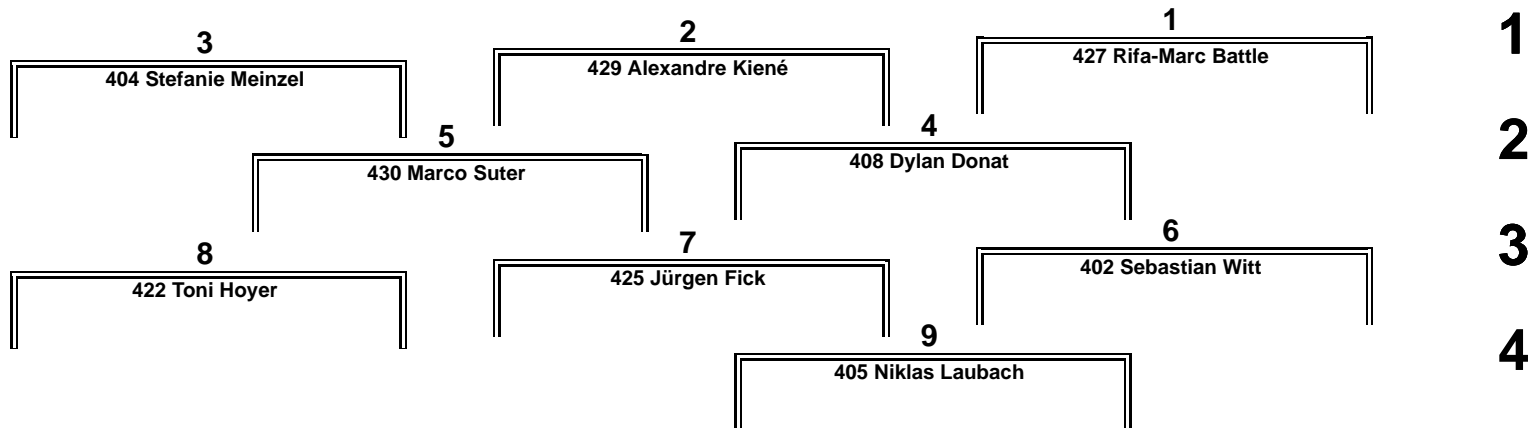 3 2 1 1
404 Stefanie Meinzel 429 Alexandre Kiené 427 Rifa-Marc Battle
5 4 2
430 Marco Suter 408 Dylan Donat
8 7 6 3
422 Toni Hoyer 425 Jürgen Fick 402 Sebastian Witt
9 4
405 Niklas Laubach